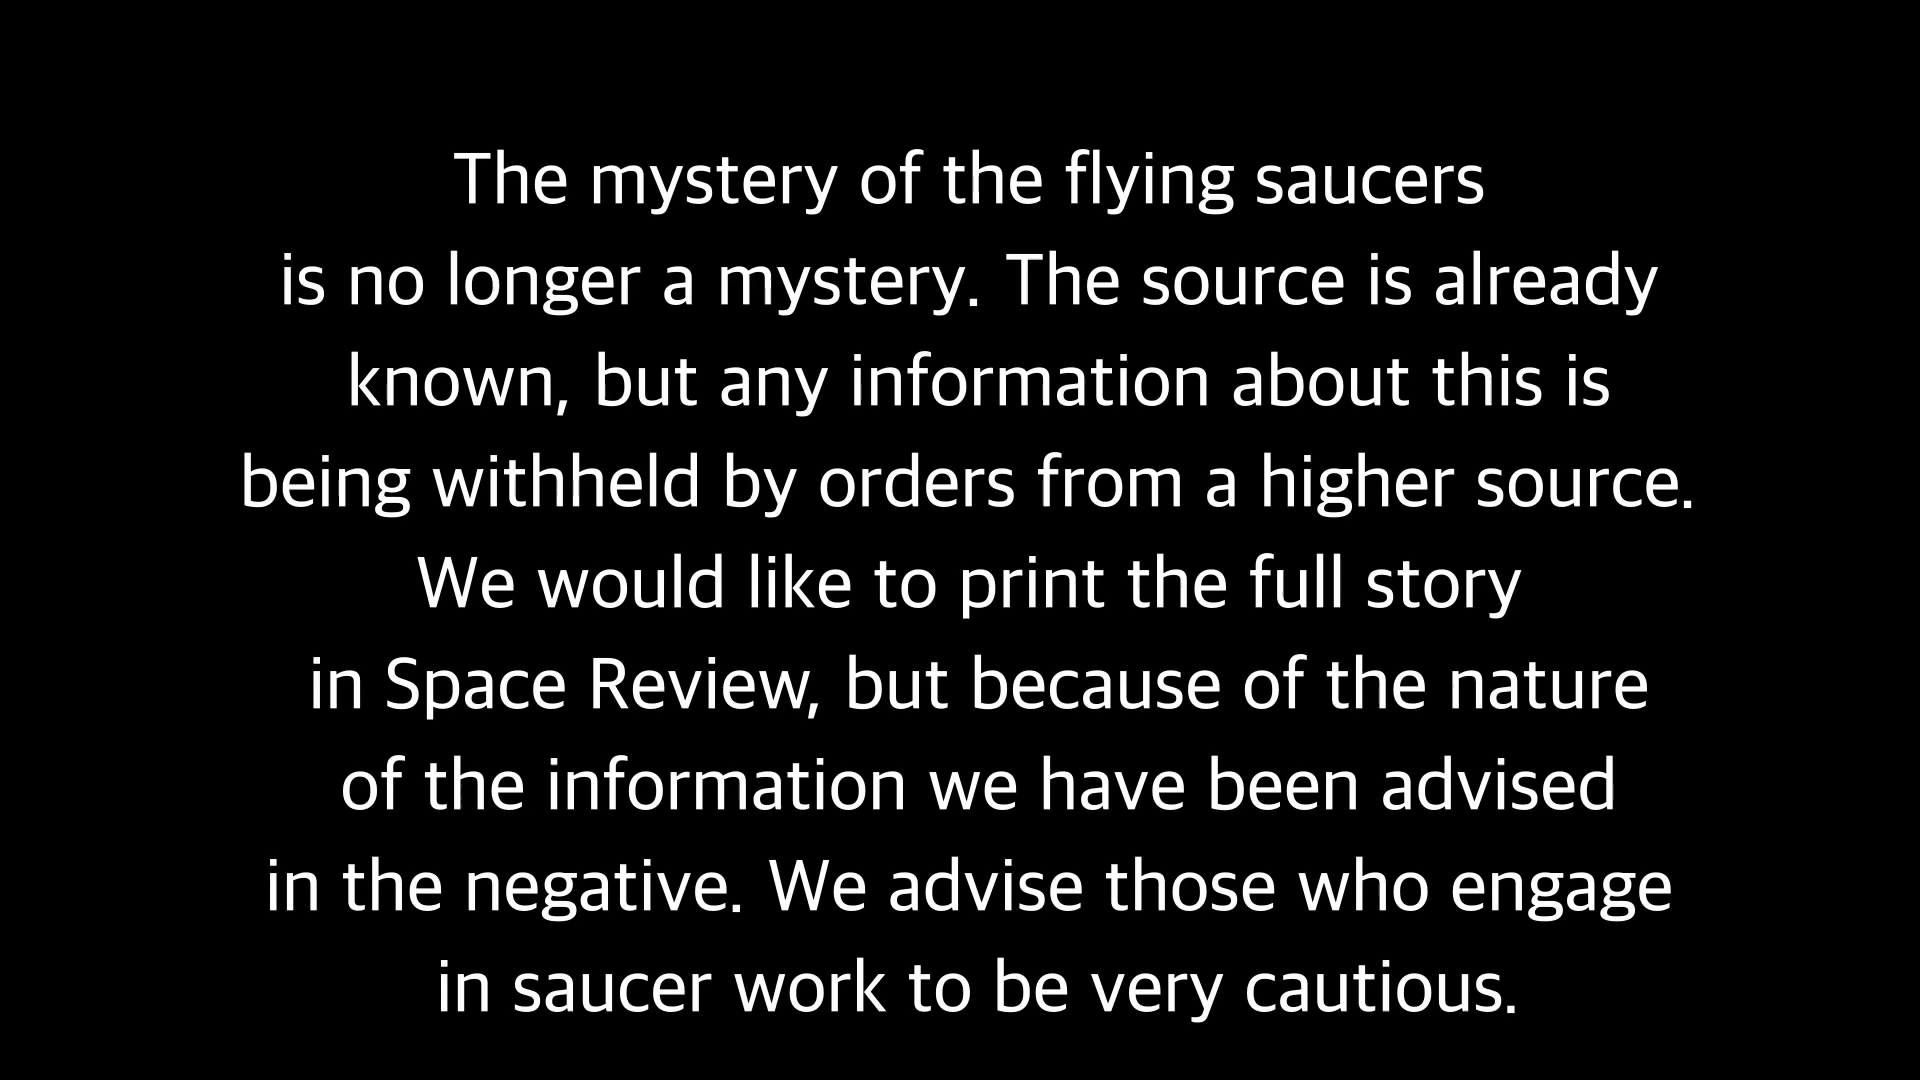 The mystery of the flying saucers
is no longer a mystery. The source is already
known, but any information about this is
being withheld by orders from a higher source.
We would like to print the full story
in Space Review, but because of the nature
of the information we have been advised
in the negative. We advise those who engage
in saucer work to be very cautious.